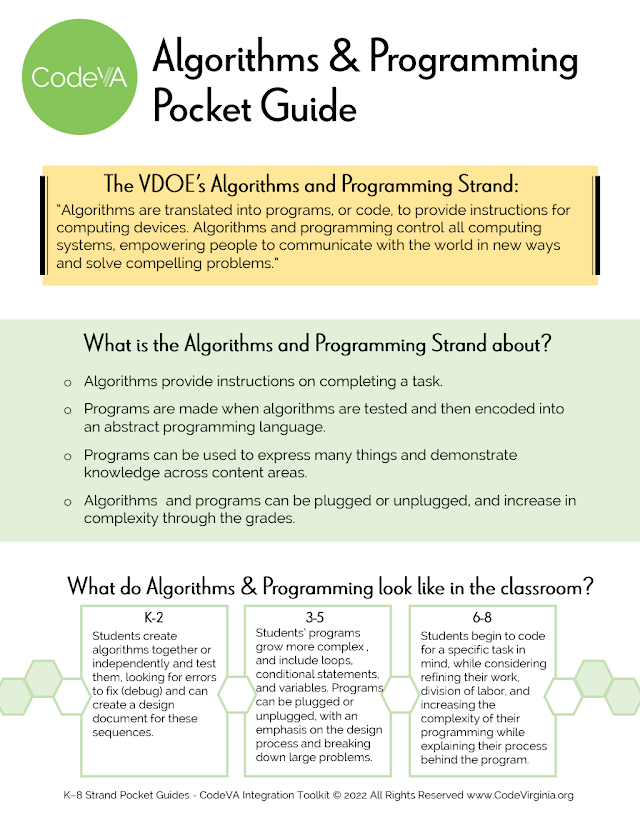 CodeVA
Algorithms & Programming
Pocket Guide
The VDOE's Algorithms and Programming Strand:
"Algorithms are translated into programs, or code, to provide instructions for
computing devices. Algorithms and programming control all computing
systems, empowering people to communicate with the world in new ways
and solve compelling problems."
What is the Algorithms and Programming Strand about?
o Algorithms provide instructions on completing a task.
o Programs are made when algorithms are tested and then encoded into
an abstract programming language.
o Programs can be used to express many things and demonstrate
knowledge across content areas.
o Algorithms and programs can be plugged or unplugged, and increase in
complexity through the grades.
What do Algorithms & Programming look like in the classroom?
K-2
Students create
algorithms together or
independently and test
them, looking for errors
to fix (debug) and can
create a design
document for these
sequences.
3-5
Students' programs
grow more complex ,
and include loops,
conditional statements,
and variables. Programs
can be plugged or
unplugged, with an
emphasis on the design
process and breaking
down large problems.
6-8
Students begin to code
for a specific task in
mind, while considering
refining their work,
division of labor, and
increasing the
complexity of their
programming while
explaining their process
behind the program.
K–8 Strand Pocket Guides - CodeVA Integration Toolkit © 2022 All Rights Reserved www.CodeVirginia.org